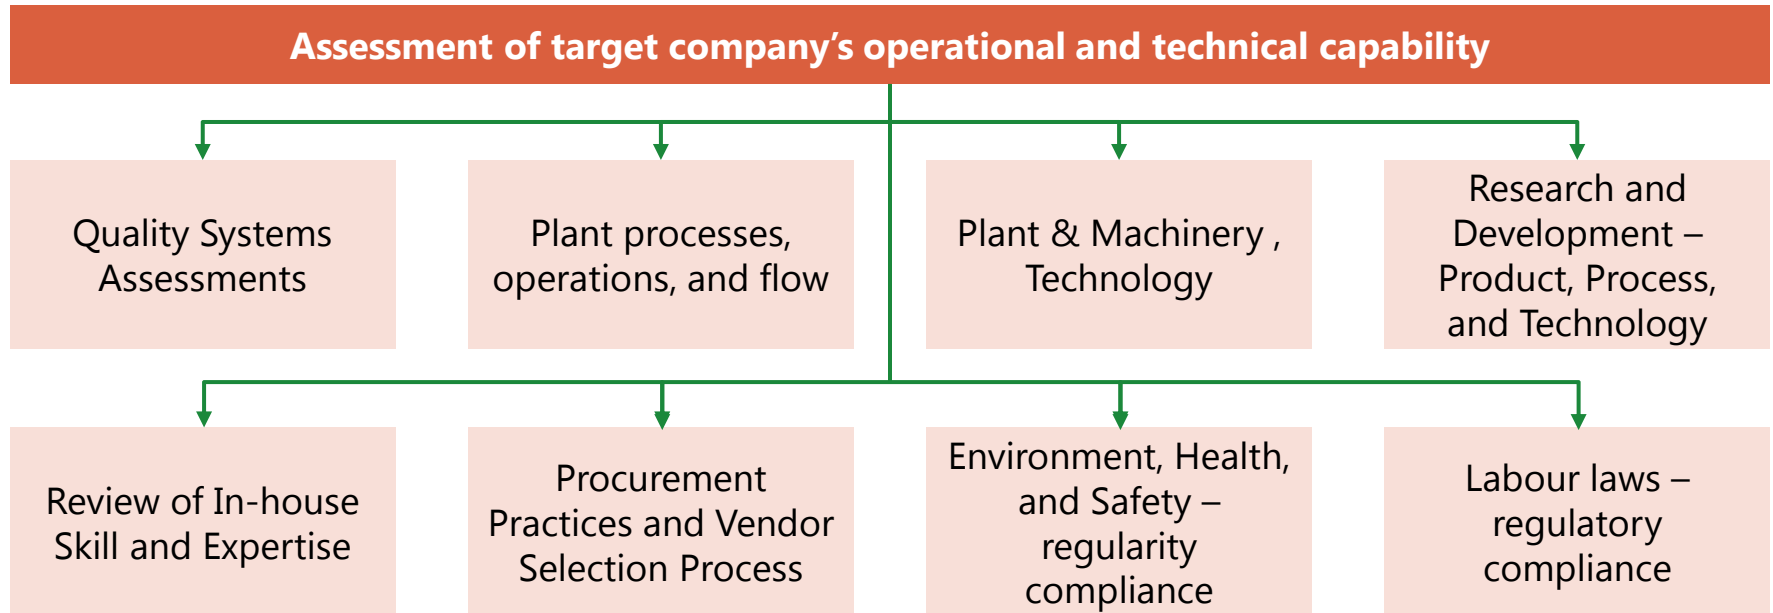 Assessment of target company’s operational and technical capability
Quality Systems
Assessments
Plant processes,
operations, and flow
Plant & Machinery ,
Technology
Research and
Development –
Product, Process,
and Technology
Review of In-house
Skill and Expertise
Procurement
Practices and Vendor
Selection Process
Environment, Health,
and Safety –
regularity
compliance
Labour laws –
regulatory
compliance